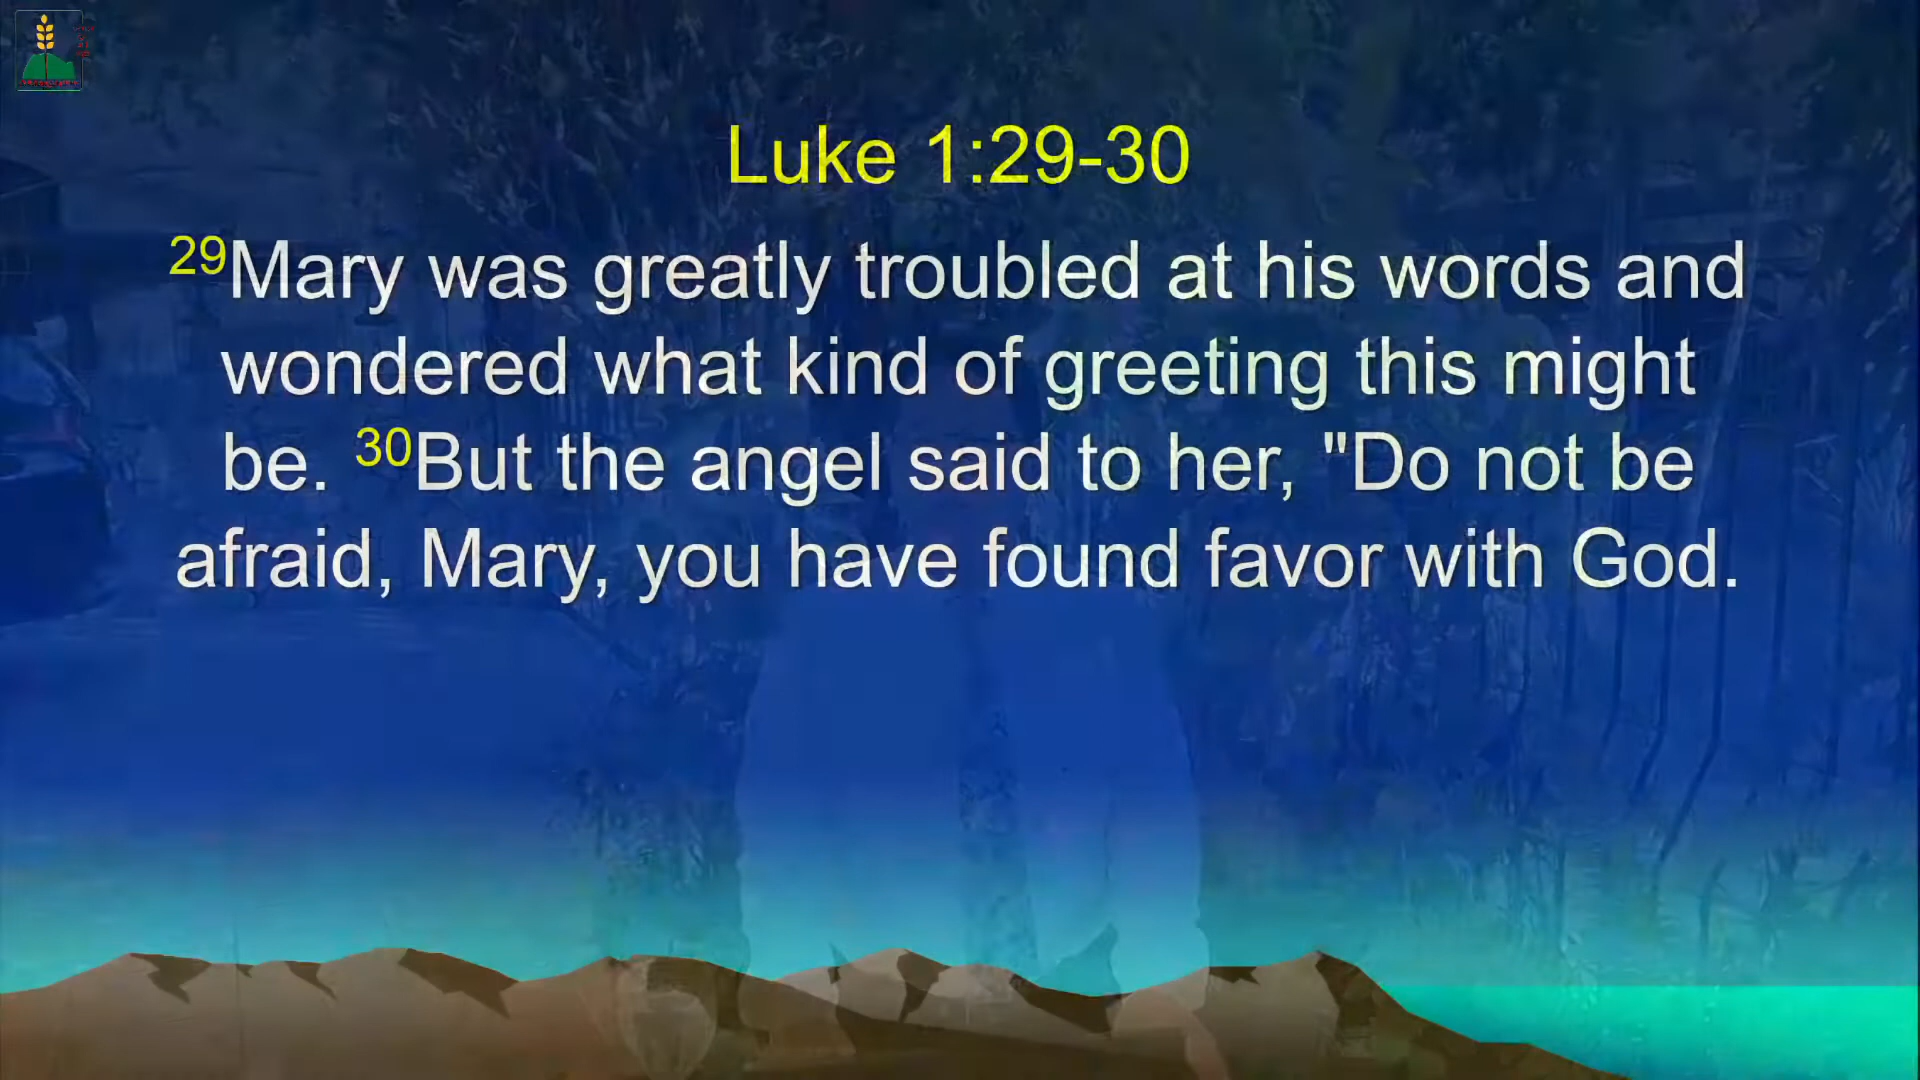 Luke 1:29-30
29Mary was greatly troubled at his words and
wondered what kind of greeting this might
be. 30But the angel said to her, "Do not be
afraid, Mary, you have found favor with God.